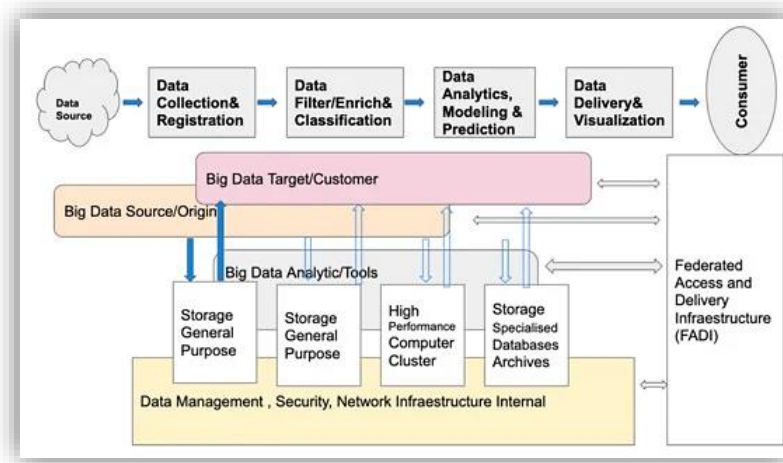 Data
Source
Data
Collection&
Registration
Data
Filter/Enrich&
Classification
Data
Analytics,
Modeling &
Prediction
Data
Delivery&
Visualization
Consumer
Big Data Target/Customer
Big Data Source/Origin
Big Data Analytic/Tools
Storage
General
Purpose
Storage
General
Purpose
High
Performance
Computer
Cluster
Storage
Specialised
Databases
Archives
Federated
Access and
Delivery
Infraestructure
(FADI)
Data Management , Security, Network Infraestructure Internal